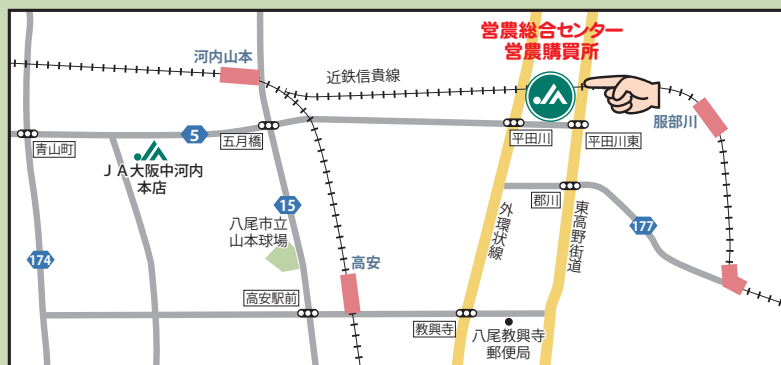 営農総合センター
営農購買所
河内山本
近鉄信貴線
JA
服部川
5
青山町
五月橋
平田川
平田川東
JA大阪中河内
本店
郡川
15
八尾市立
山本球場
外環状線
東高野街道
177
174
高安
高安駅前
教興寺
八尾教興寺
郵便局